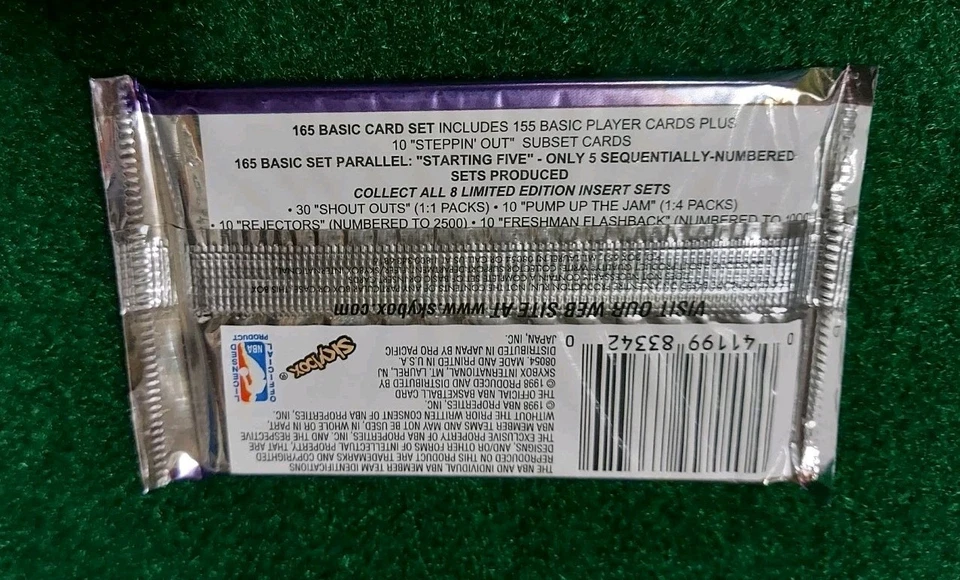 165 BASIC CARD SET INCLUDES 155 BASIC PLAYER CARDS PLUS
10 "STEPPIN' OUT" SUBSET CARDS
165 BASIC SET PARALLEL: "STARTING FIVE" - ONLY 5 SEQUENTIALLY-NUMBERED
SETS PRODUCED
COLLECT ALL 8 LIMITED EDITION INSERT SETS
• 30 "SHOUT OUTS" (1:1 PACKS) • 10 "PUMP UP THE JAM" (1:4 PACKS)
• 10 "REJECTORS" (NUMBERED TO 2500) • 10 "FRESHMAN FLASHBACK" (NUMBERED TO 1000
VISIT OUR WEB SITE AT www.skybox.com
0 41199 83342 0
THE NBA AND INDIVIDUAL NBA MEMBER TEAM IDENTIFICATIONS
REPRODUCED ON THIS PRODUCT ARE TRADEMARKS AND COPYRIGHTED
DESIGNS, AND/OR OTHER FORMS OF INTELLECTUAL PROPERTY, THAT ARE
THE EXCLUSIVE PROPERTY OF NBA PROPERTIES, INC. AND THE RESPECTIVE
NBA MEMBER TEAMS AND MAY NOT BE USED, IN WHOLE OR IN PART,
WITHOUT THE PRIOR WRITTEN CONSENT OF NBA PROPERTIES, INC.
© 1998 NBA PROPERTIES, INC.
THE OFFICIAL NBA BASKETBALL CARD
© 1998 PRODUCED AND DISTRIBUTED BY
SKYBOX INTERNATIONAL, MT. LAUREL, NJ
08054. MADE AND PRINTED IN U.S.A.
DISTRIBUTED IN JAPAN BY PRO PACIFIC
JAPAN, INC.
SKYBOX®
OFFICIAL
LICENSED
NBA
PRODUCT